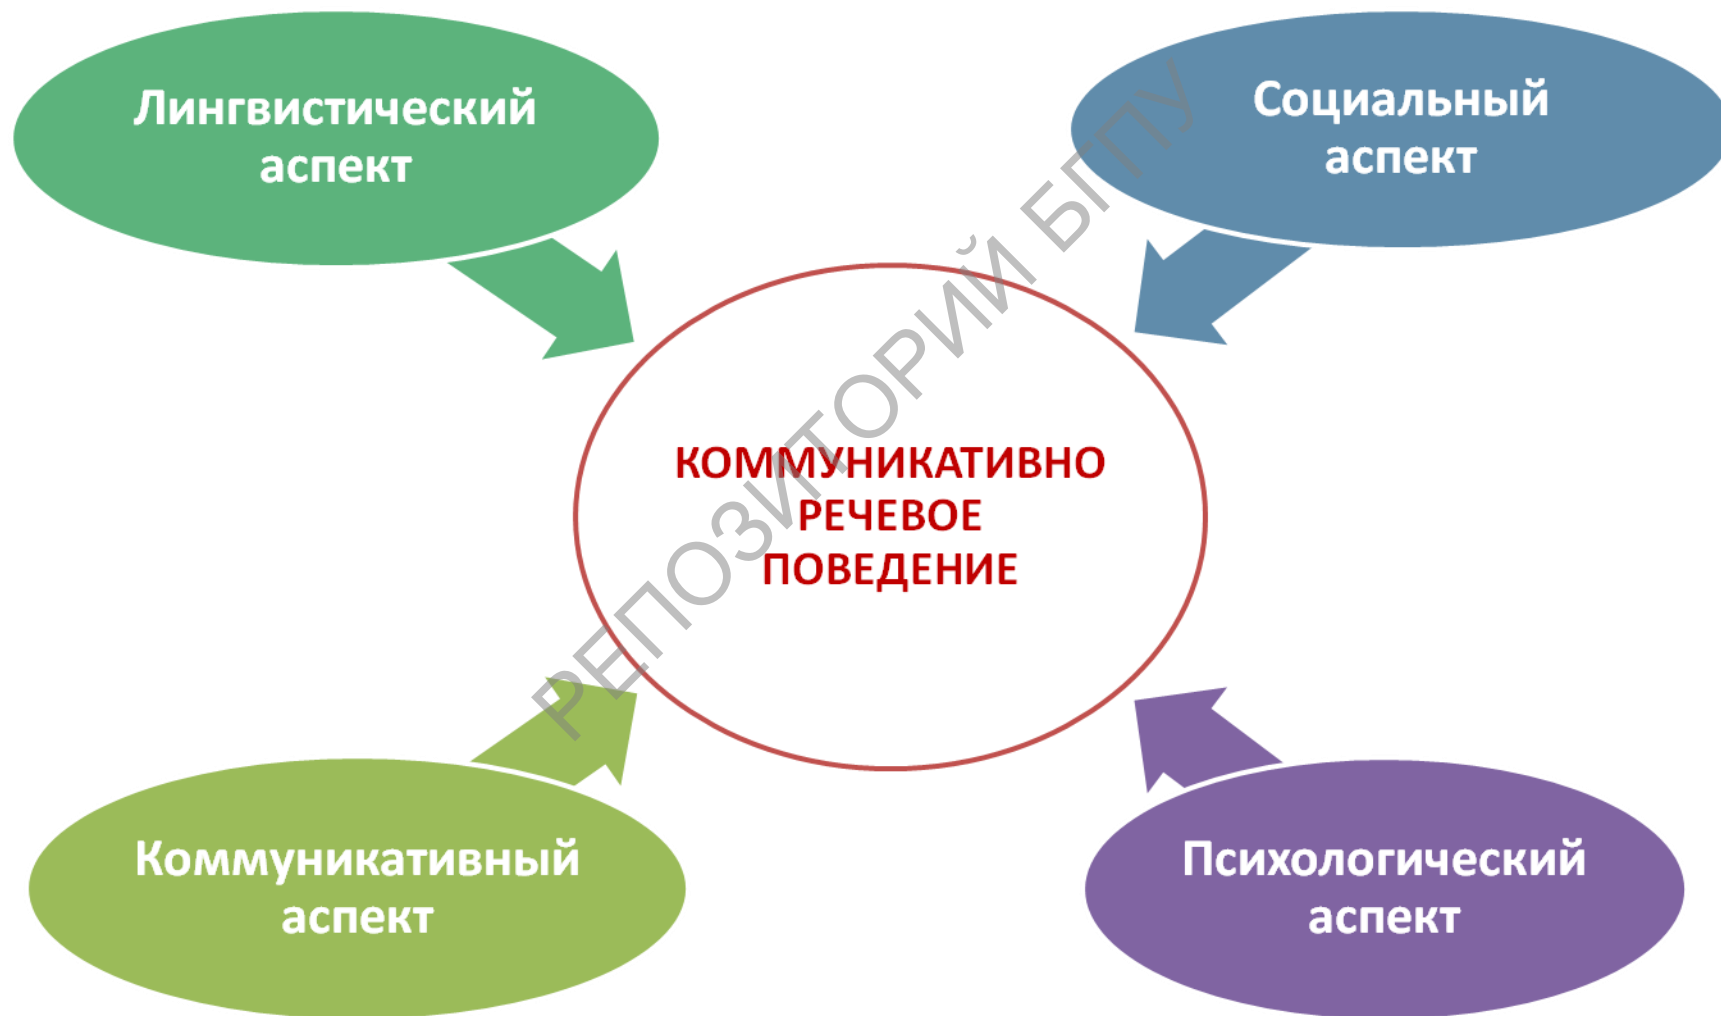 Лингвистический
аспект
Социальный
аспект
КОММУНИКАТИВНО
РЕЧЕВОЕ
ПОВЕДЕНИЕ
РЕПОЗИТОРИЙ БГПУ
Коммуникативный
аспект
Психологический
аспект